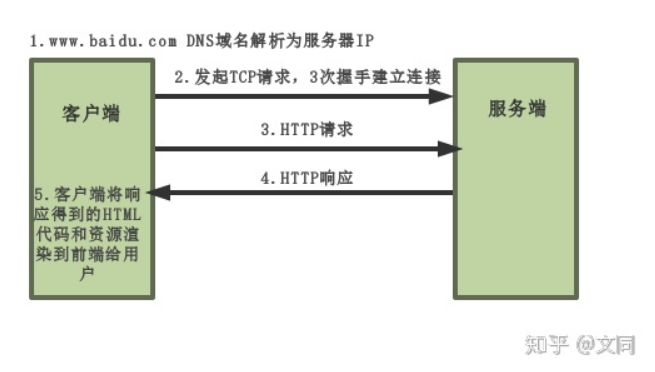 1.www.baidu.com DNS域名解析为服务器IP
2.发起TCP请求，3次握手建立连接
客户端
服务端
3.HTTP请求
4.HTTP响应
5.客户端将响
应得到的HTML
代码和资源渲
染到前端给用
户
知乎 @文同